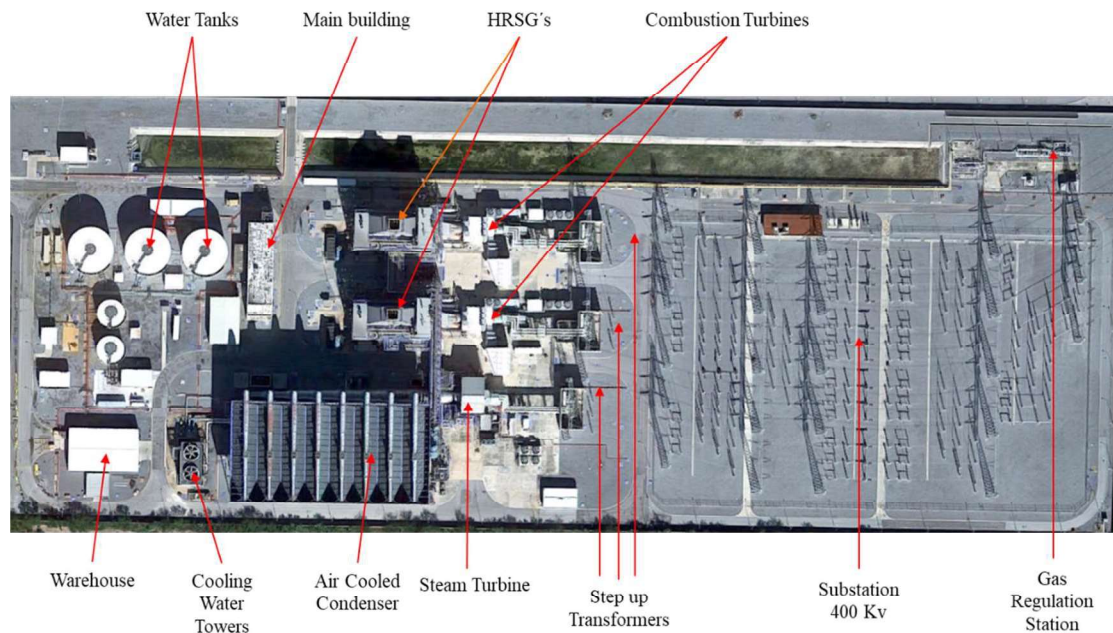 Water Tanks
Main building
HRSG´s
Combustion Turbines
Warehouse
Cooling
Water
Towers
Air Cooled
Condenser
Steam Turbine
Step up
Transformers
Substation
400 Kv
Gas
Regulation
Station